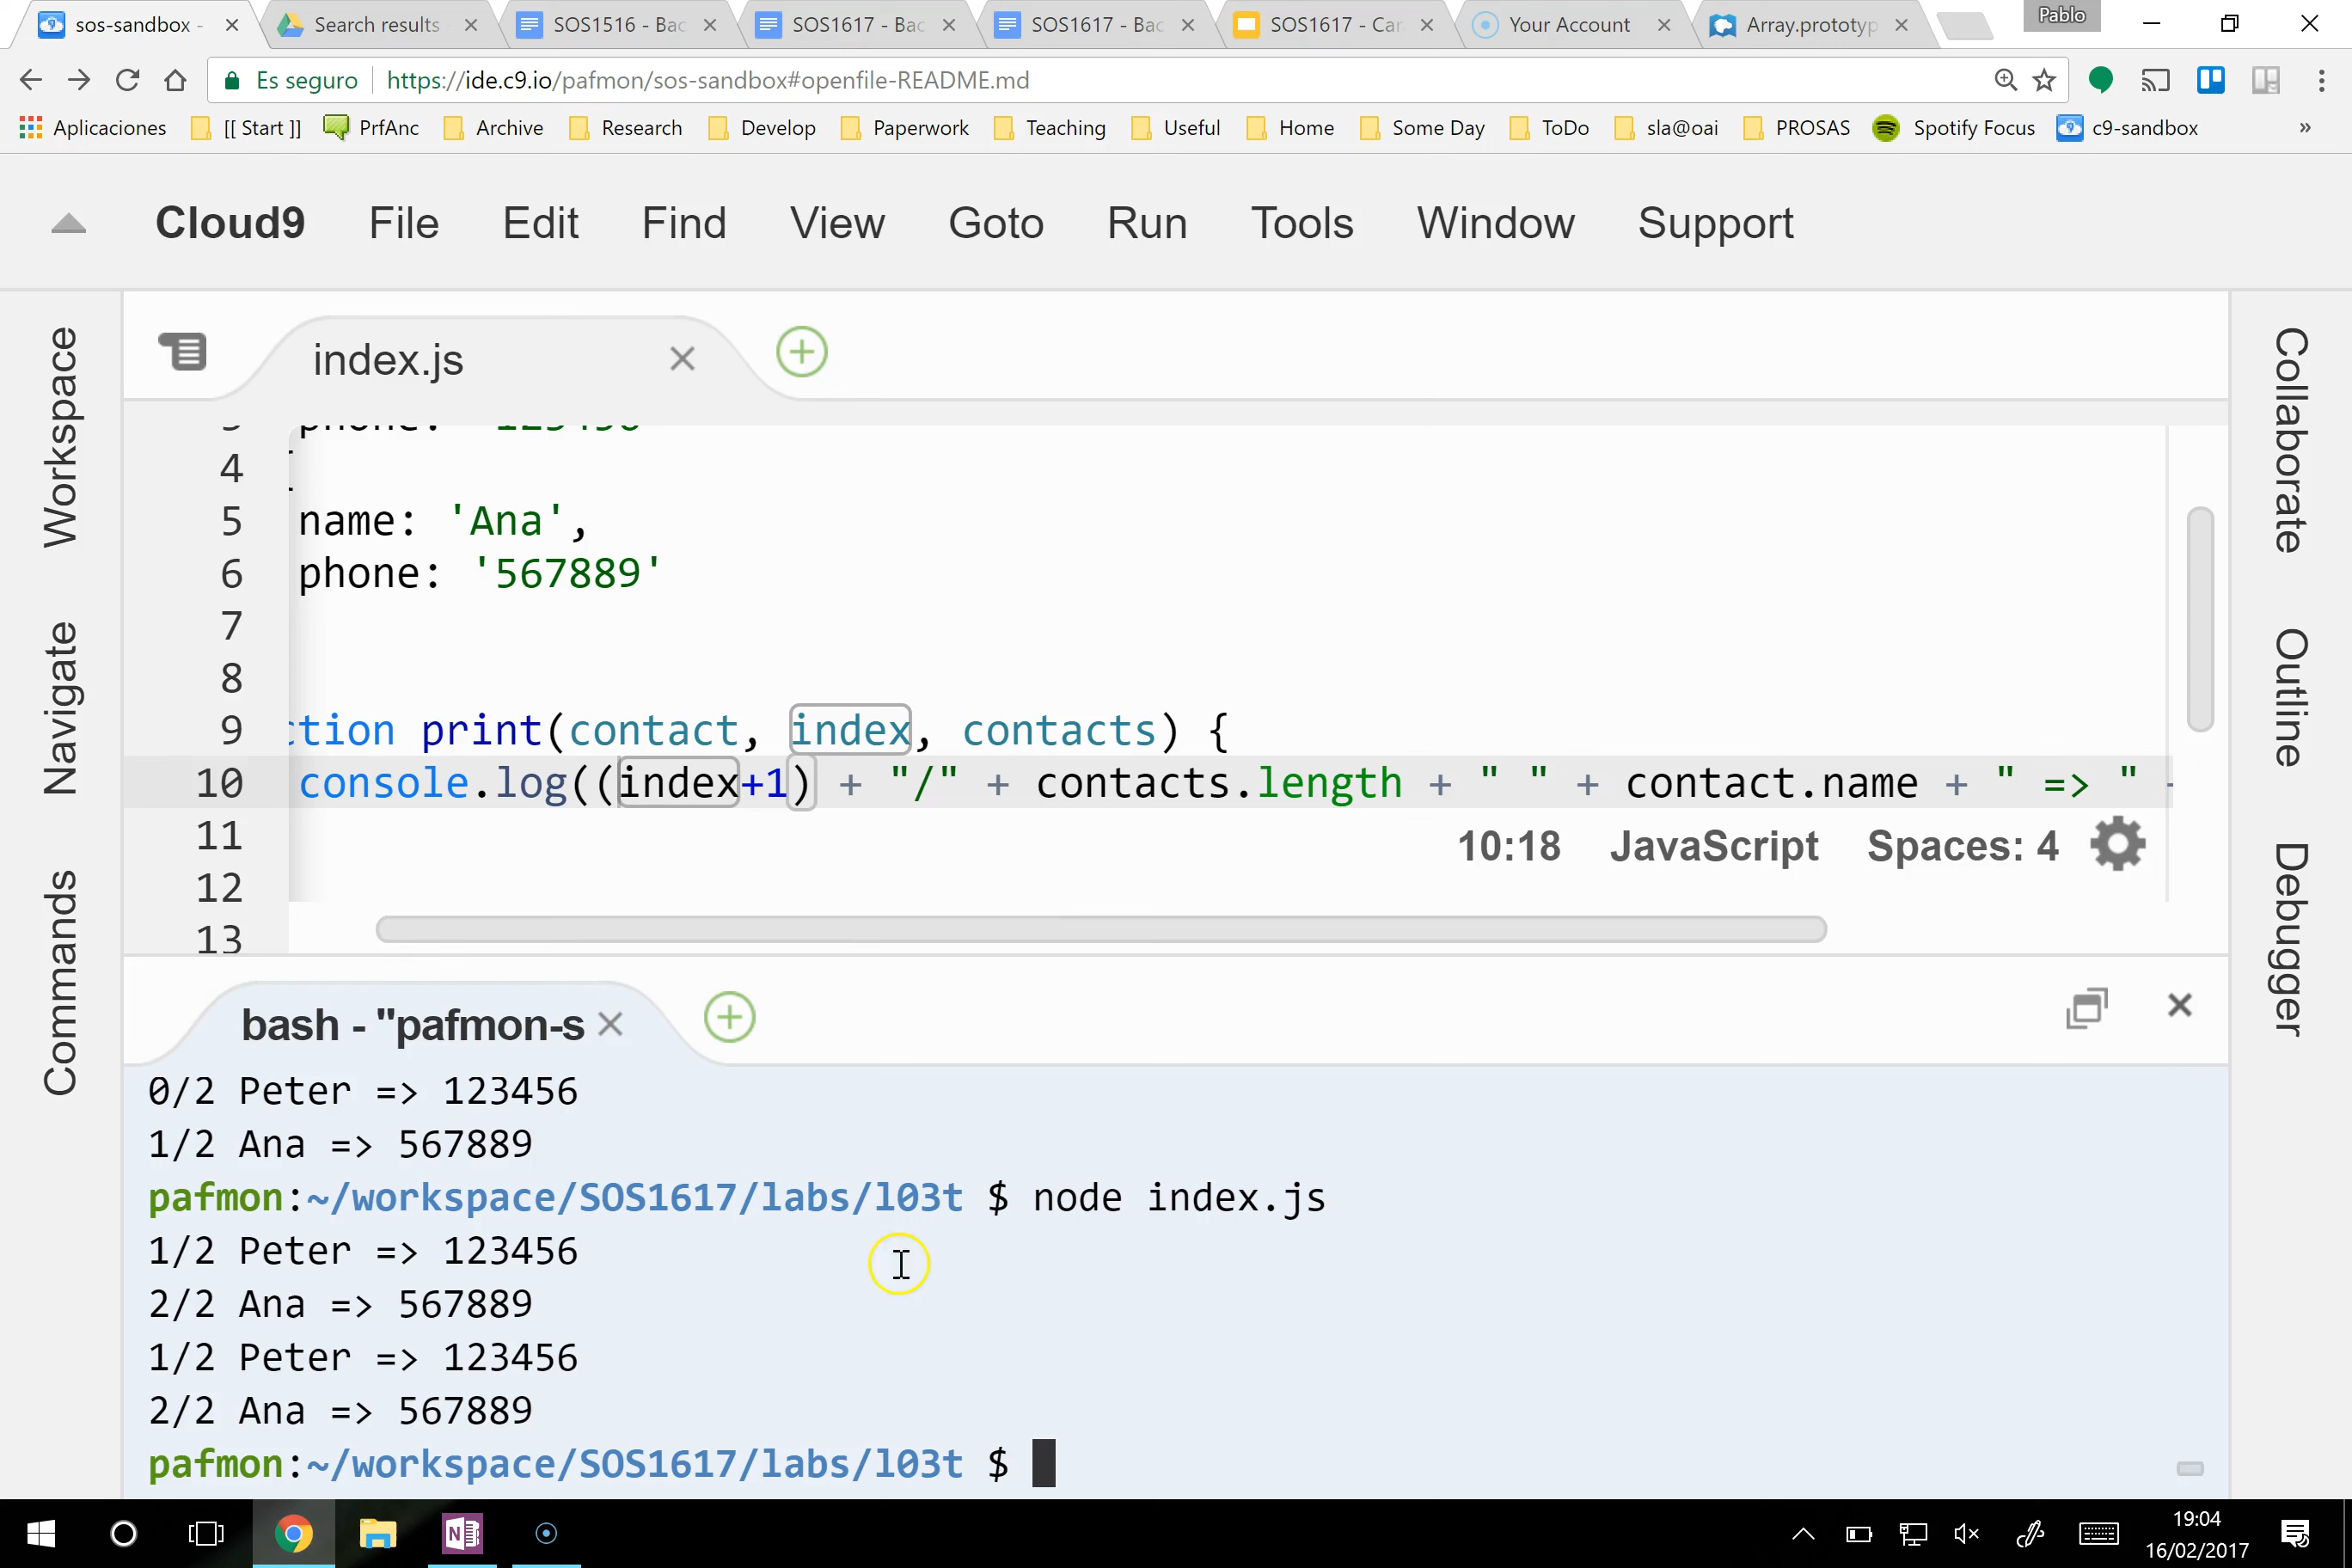 sos-sandbox -
Search results
SOS1516 - Bac
SOS1617 - Bac
SOS1617 - Bac
SOS1617 - Car
Your Account
Array.prototyp
Pablo
Es seguro
https://ide.c9.io/pafmon/sos-sandbox#openfile-README.md
Aplicaciones
[[ Start ]]
PrfAnc
Archive
Research
Develop
Paperwork
Teaching
Useful
Home
Some Day
ToDo
sla@oai
PROSAS
Spotify Focus
c9-sandbox
»
Cloud9 File Edit Find View Goto Run Tools Window Support
Workspace
Navigate
Commands
Collaborate
Outline
Debugger
index.js
4
5 name: 'Ana',
6 phone: '567889'
7
8
9 ction print(contact, index, contacts) {
10 console.log((index+1) + "/" + contacts.length + " " + contact.name + " => "
11
12
13
10:18 JavaScript Spaces: 4
bash - "pafmon-s
0/2 Peter => 123456
1/2 Ana => 567889
pafmon:~/workspace/SOS1617/labs/l03t $ node index.js
1/2 Peter => 123456
2/2 Ana => 567889
1/2 Peter => 123456
2/2 Ana => 567889
pafmon:~/workspace/SOS1617/labs/l03t $
19:04
16/02/2017